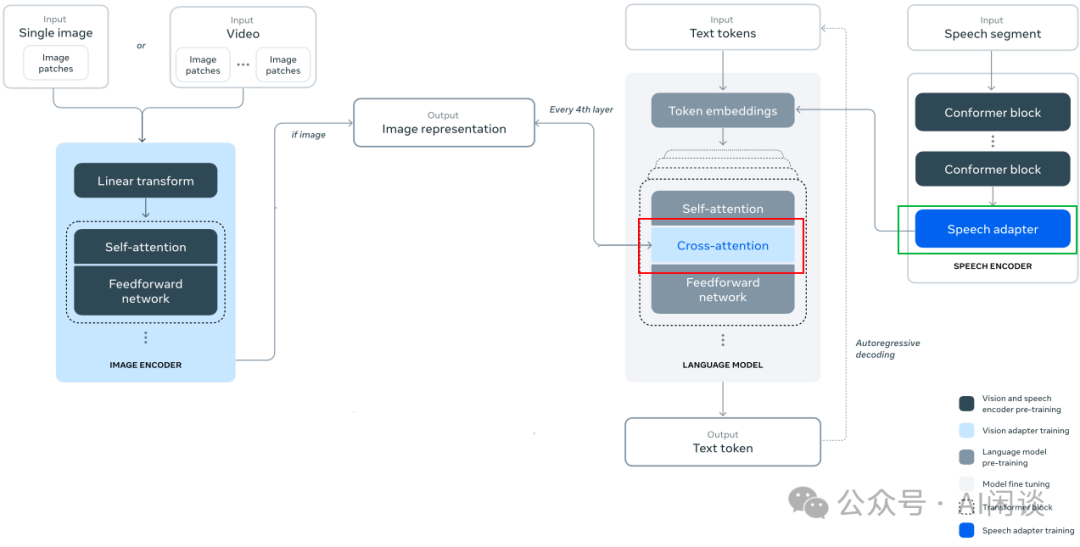 Input
Single image
Image
patches
or
Input
Video
Image
patches
...
Image
patches
Linear transform
Self-attention
Feedforward
network
IMAGE ENCODER
if image
Output
Image representation
Every 4th layer
Input
Text tokens
Token embeddings
Self-attention
Cross-attention
Feedforward
network
LANGUAGE MODEL
Output
Text token
Autoregressive
decoding
Input
Speech segment
Conformer block
Conformer block
Speech adapter
SPEECH ENCODER
Vision and speech
encoder pre-training
Vision adapter training
Language model
pre-training
Model fine tuning
Transformer block
Speech adapter training
公众号 · AI闲谈